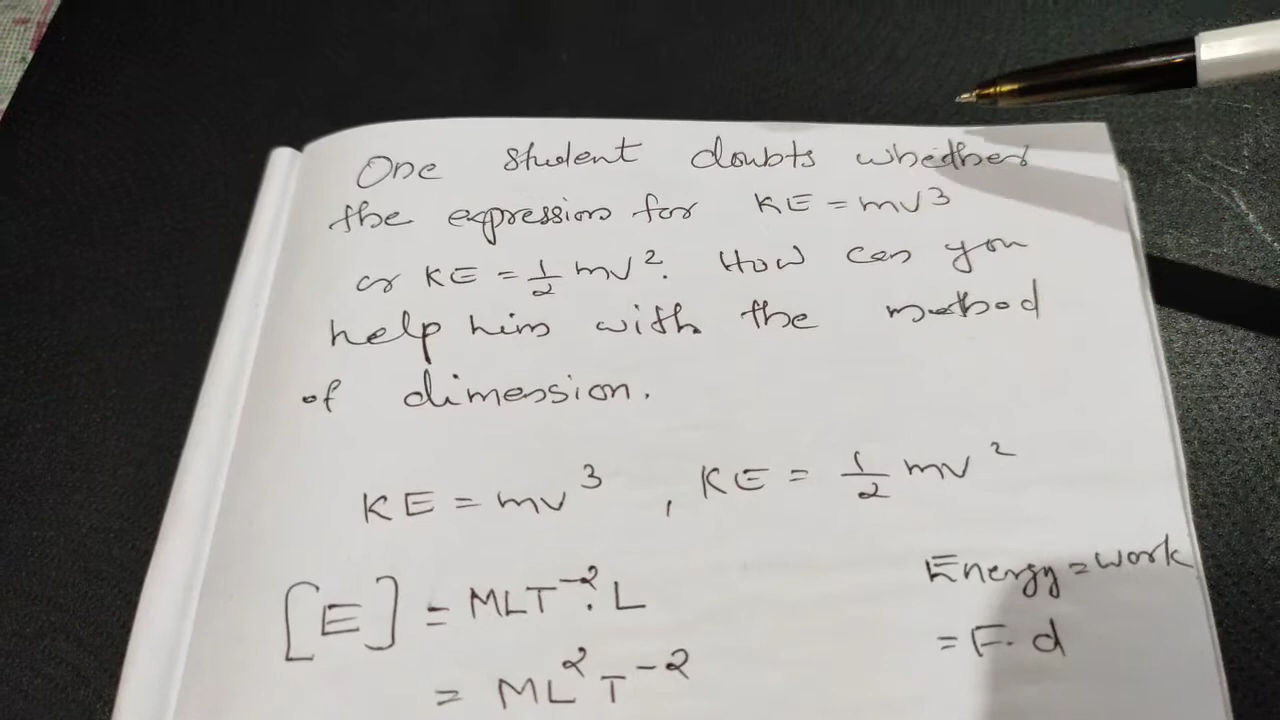 One student doubts whether
the expression for KE = mv³
or KE = 1/2 mv². How can you
help him with the method
of dimension.
KE = mv³ , KE = 1/2 mv²
Energy = work
[E] = MLT⁻².L
= F.d
= ML²T⁻²